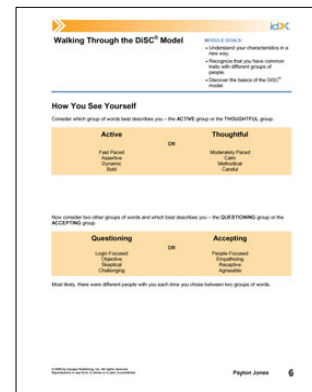 idX
Walking Through the DiSC® Model
MODULE GOALS:
• Understand your characteristics in a
new way.
• Recognize that you have common
traits with different groups of
people.
• Discover the basics of the DiSC®
model.
How You See Yourself
Consider which group of words best describes you – the ACTIVE group or the THOUGHTFUL group.
Active
OR
Thoughtful
Fast Paced
Assertive
Dynamic
Bold
Moderately Paced
Calm
Methodical
Careful
Now consider two other groups of words and which best describes you – the QUESTIONING group or the
ACCEPTING group.
Questioning
OR
Accepting
Logic-Focused
Objective
Skeptical
Challenging
People-Focused
Empathizing
Receptive
Agreeable
Most likely, there were different people with you each time you chose between two groups of words.
Payton Jones 6